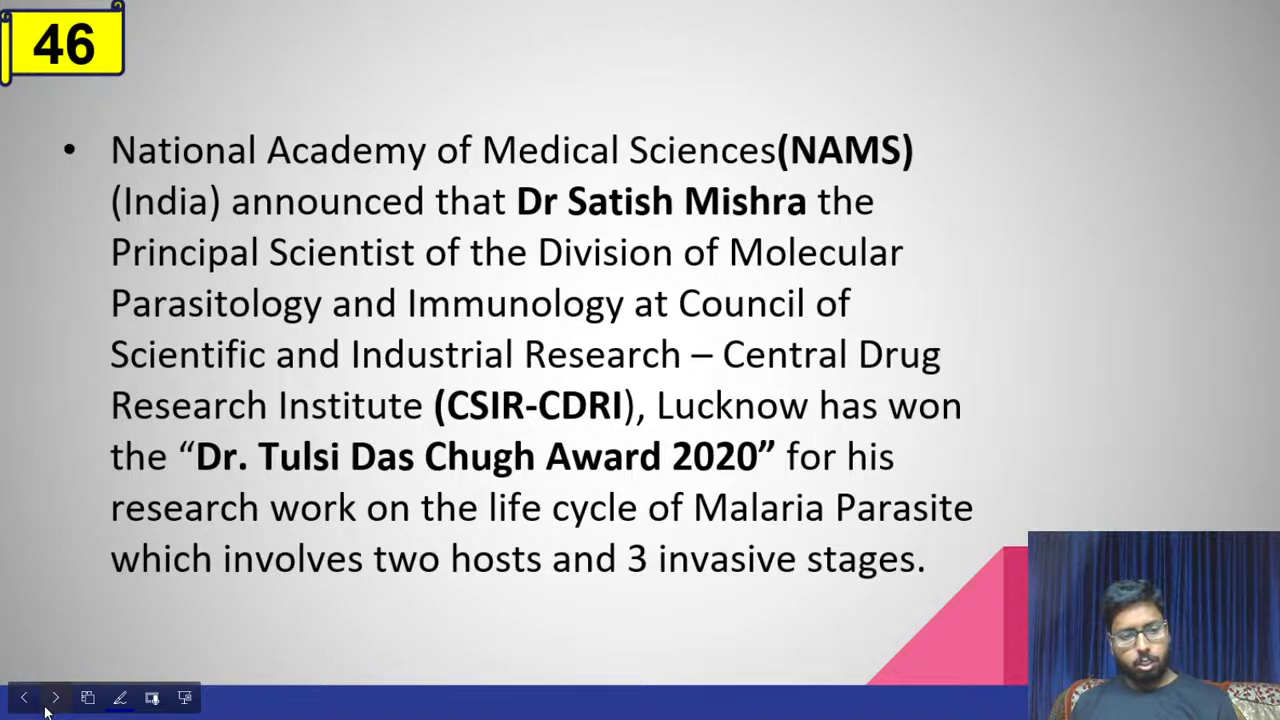 46
• National Academy of Medical Sciences(NAMS)
(India) announced that Dr Satish Mishra the
Principal Scientist of the Division of Molecular
Parasitology and Immunology at Council of
Scientific and Industrial Research – Central Drug
Research Institute (CSIR-CDRI), Lucknow has won
the “Dr. Tulsi Das Chugh Award 2020” for his
research work on the life cycle of Malaria Parasite
which involves two hosts and 3 invasive stages.